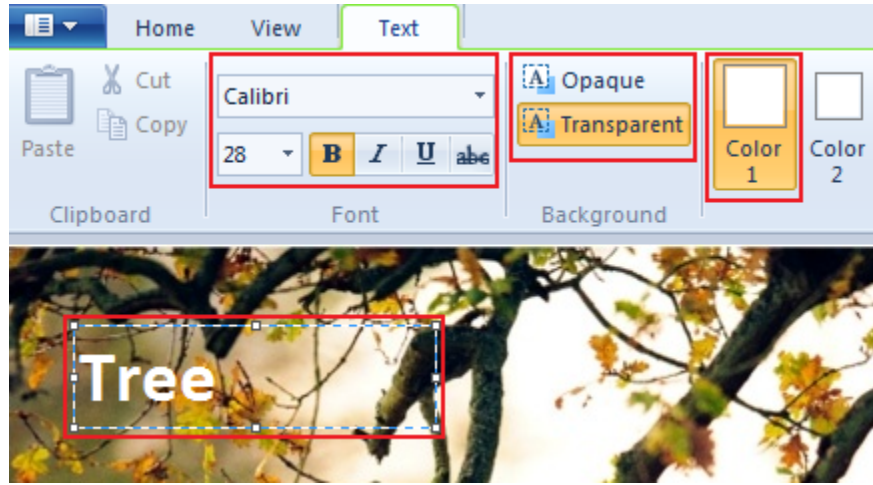 Home View Text
Cut
Copy
Paste
Clipboard
Calibri
28 B I U abc
Font
Opaque
Transparent
Background
Color
1
Color
2
Tree